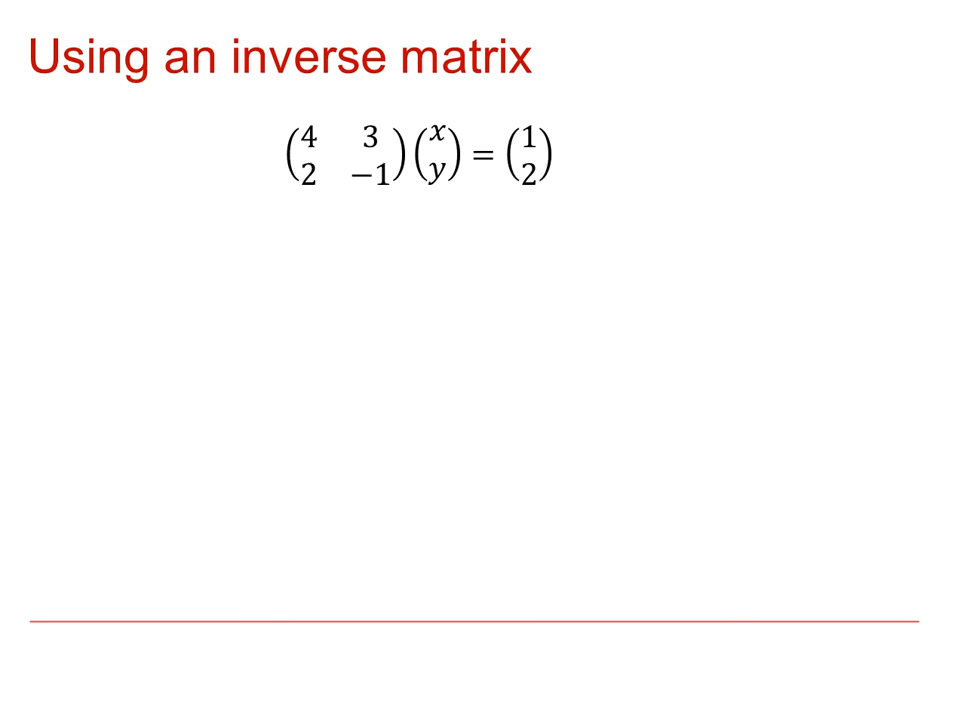 Using an inverse matrix
(4 3
2 −1)(x
y) = (1
2)